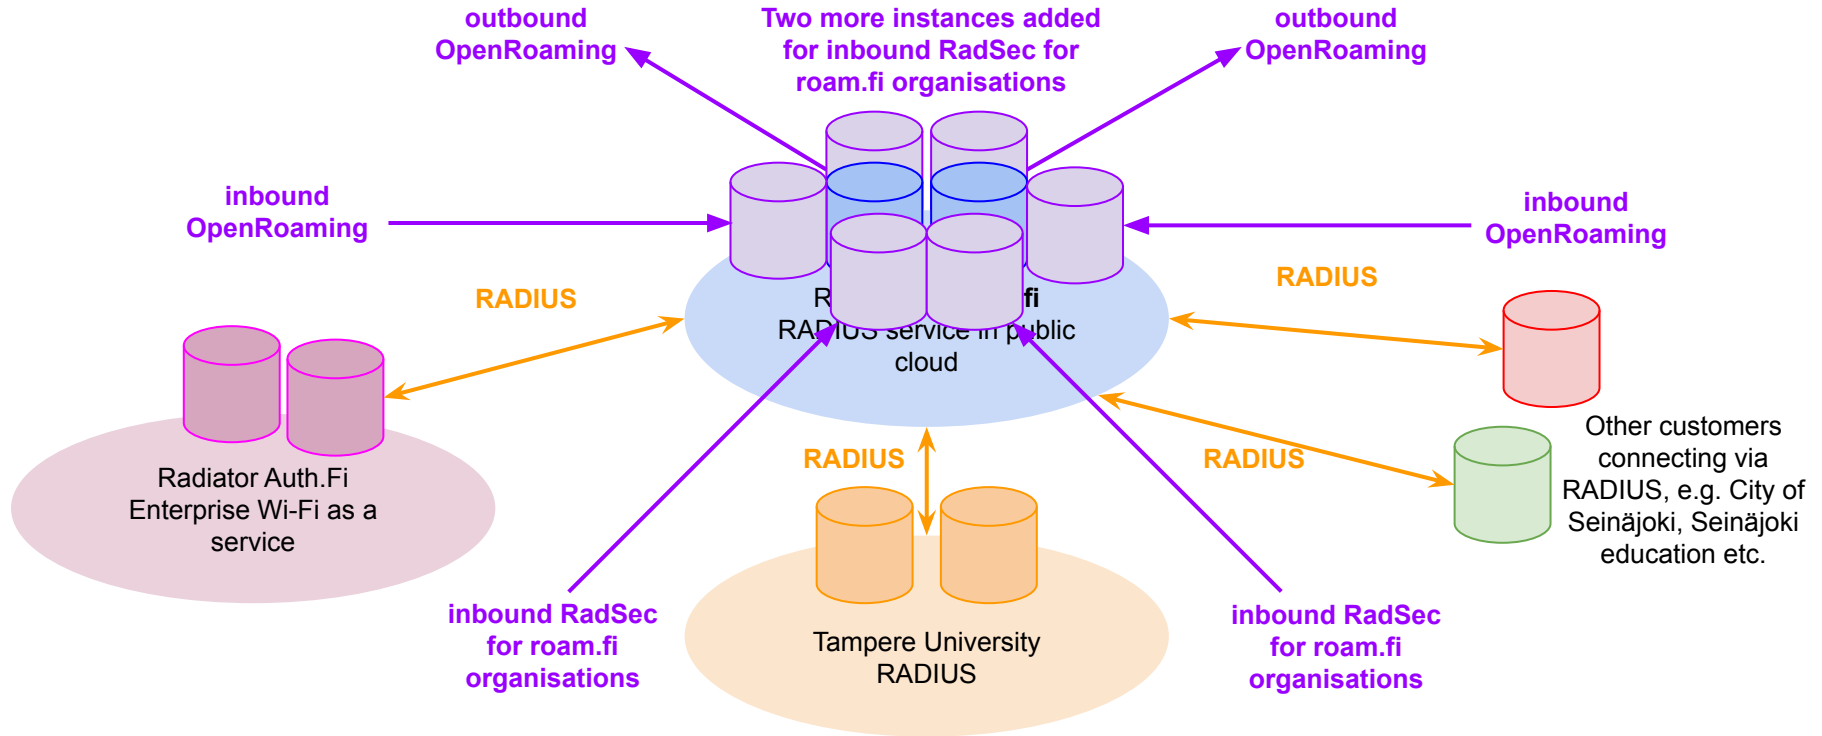 outbound
OpenRoaming
Two more instances added
for inbound RadSec for
roam.fi organisations
outbound
OpenRoaming
inbound
OpenRoaming
inbound
OpenRoaming
RADIUS
RADIUS
fi
RADIUS service in public
cloud
Radiator Auth.Fi
Enterprise Wi-Fi as a
service
RADIUS
RADIUS
Other customers
connecting via
RADIUS, e.g. City of
Seinäjoki, Seinäjoki
education etc.
inbound RadSec
for roam.fi
organisations
Tampere University
RADIUS
inbound RadSec
for roam.fi
organisations